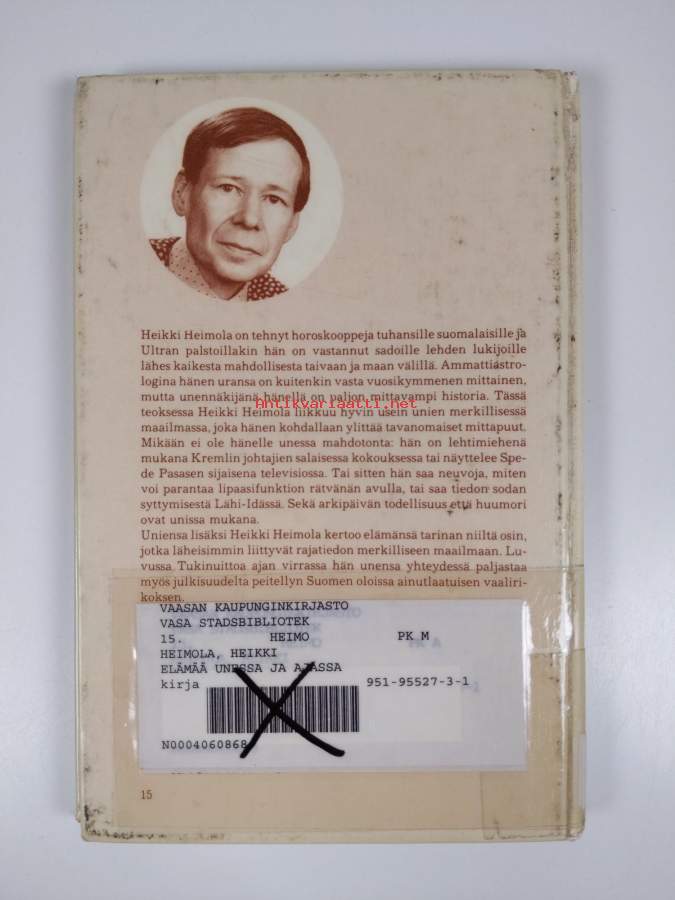 Heikki Heimola on tehnyt horoskooppeja tuhansille suomalaisille ja
Ultran palstoillakin hän on vastannut sadoille lehden lukijoille
lähes kaikesta mahdollisesta taivaan ja maan välillä. Ammattiastro-
login­a hänen uransa on kuitenkin vasta vuosikymmenen mittainen,
mutta unennäkijänä hänellä on paljon mittavampi historia. Tässä
Antikvariaatti.net
teoksessa Heikki Heimola liikkuu hyvin usein unien merkillisessä
maailmassa, joka hänen kohdallaan ylittää tavanomaiset mittapuut.
Mikään ei ole hänelle unessa mahdotonta: hän on lehtimiehenä
mukana Kremlin johtajien salaisessa kokouksessa tai näyttelee Spe-
de Pasasen sijaisena televisiossa. Tai sitten hän saa neuvoja, miten
voi parantaa lipaasifunktion rätvänän avulla, tai saa tiedon sodan
syttymisestä Lähi-Idässä. Sekä arkipäivän todellisuus että huumori
ovat unissa mukana.
Uniensa lisäksi Heikki Heimola kertoo elämänsä tarinan niiltä osin,
jotka läheisimmin liittyvät rajatiedon merkilliseen maailmaan. Lu-
vussa Tukinuittoa ajan virrassa hän unensa yhteydessä paljastaa
myös julkisuudelta peitellyn Suomen oloissa ainutlaatuisen vaaliri-
koksen.
VAASAN KAUPUNGINKIRJASTO
VASA STADSBIBLIOTEK
15. HEIMO PK M
HEIMOLA, HEIKKI
ELÄMÄÄ UNESSA JA AJASSA
kirja 951-95527-3-1
N0004060868
15